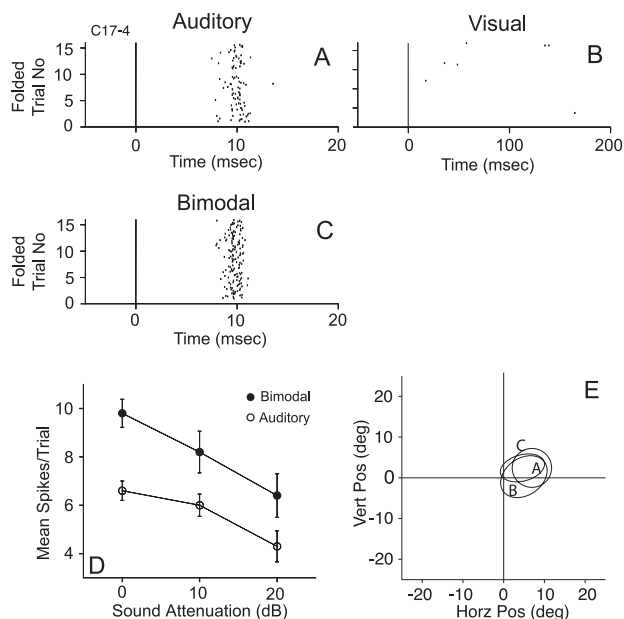 C17-4
Auditory
Visual
A
B
Folded
Trial No
15
10
5
0
0
10
20
Time (msec)
0
100
200
Time (msec)
Bimodal
C
Folded
Trial No
15
10
5
0
0
10
20
Time (msec)
Mean Spikes/Trial
10
8
6
4
Bimodal
Auditory
D
0
10
20
Sound Attenuation (dB)
E
Vert Pos (deg)
20
10
0
-10
-20
C
A
B
-20
-10
0
10
20
Horz Pos (deg)